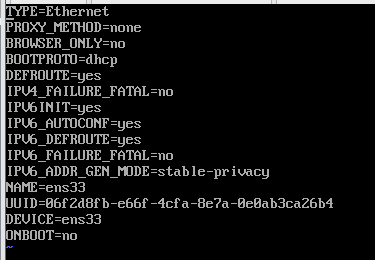 TYPE=Ethernet
PROXY_METHOD=none
BROWSER_ONLY=no
BOOTPROTO=dhcp
DEFROUTE=yes
IPV4_FAILURE_FATAL=no
IPV6INIT=yes
IPV6_AUTOCONF=yes
IPV6_DEFROUTE=yes
IPV6_FAILURE_FATAL=no
IPV6_ADDR_GEN_MODE=stable-privacy
NAME=ens33
UUID=06f2d8fb-e66f-4cfa-8e7a-0e0ab3ca26b4
DEVICE=ens33
ONBOOT=no
~